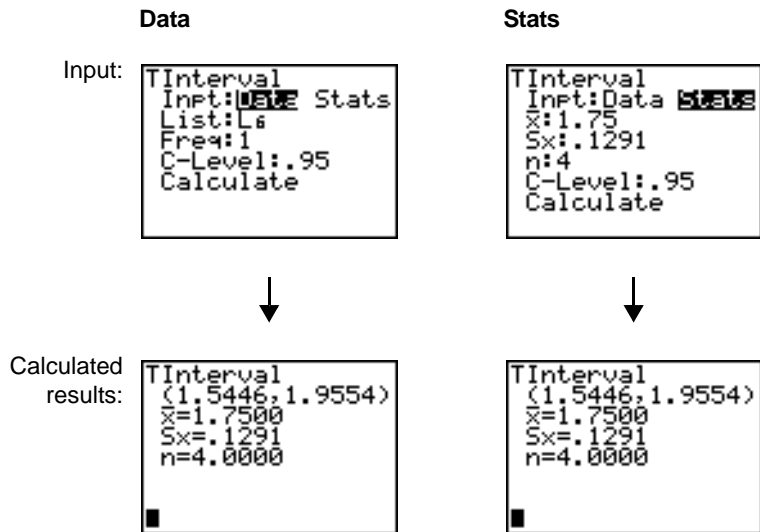 Data
Stats
Input:
TInterval
Inpt:Data Stats
List:L6
Freq:1
C-Level:.95
Calculate
TInterval
Inpt:Data Stats
x̄:1.75
Sx:.1291
n:4
C-Level:.95
Calculate
Calculated
results:
TInterval
(1.5446,1.9554)
x̄=1.7500
Sx=.1291
n=4.0000
TInterval
(1.5446,1.9554)
x̄=1.7500
Sx=.1291
n=4.0000